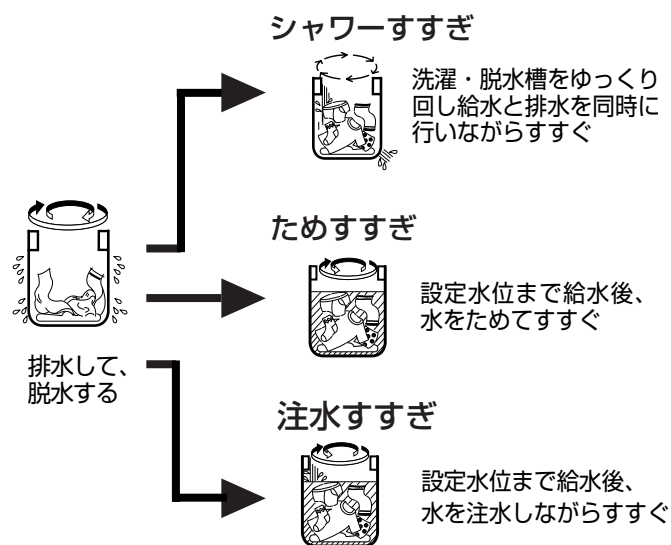 シャワーすすぎ
洗濯・脱水槽をゆっくり
回し給水と排水を同時に
行いながらすすぐ
ためすすぎ
設定水位まで給水後、
水をためてすすぐ
排水して、
脱水する
注水すすぎ
設定水位まで給水後、
水を注水しながらすすぐ